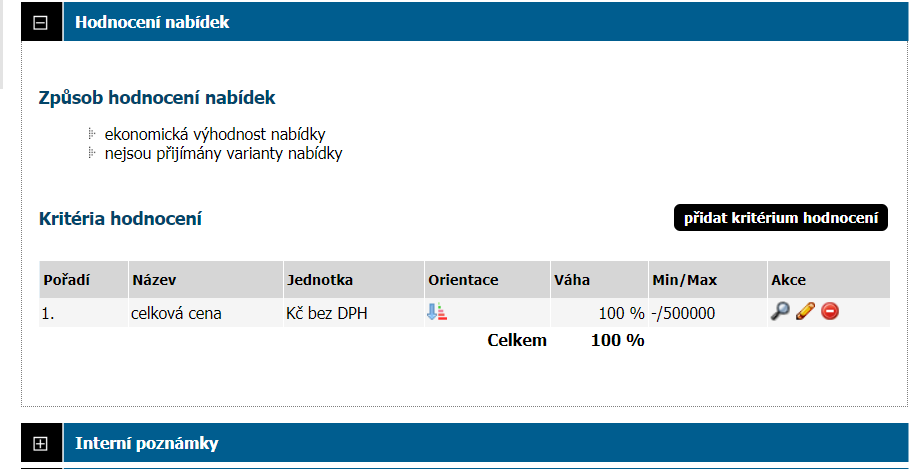 Hodnocení nabídek
Způsob hodnocení nabídek
ekonomická výhodnost nabídky
nejsou přijímány varianty nabídky
Kritéria hodnocení
přidat kritérium hodnocení
Pořadí Název Jednotka Orientace Váha Min/Max Akce
1. celková cena Kč bez DPH 100 % -/500000
Celkem 100 %
Interní poznámky